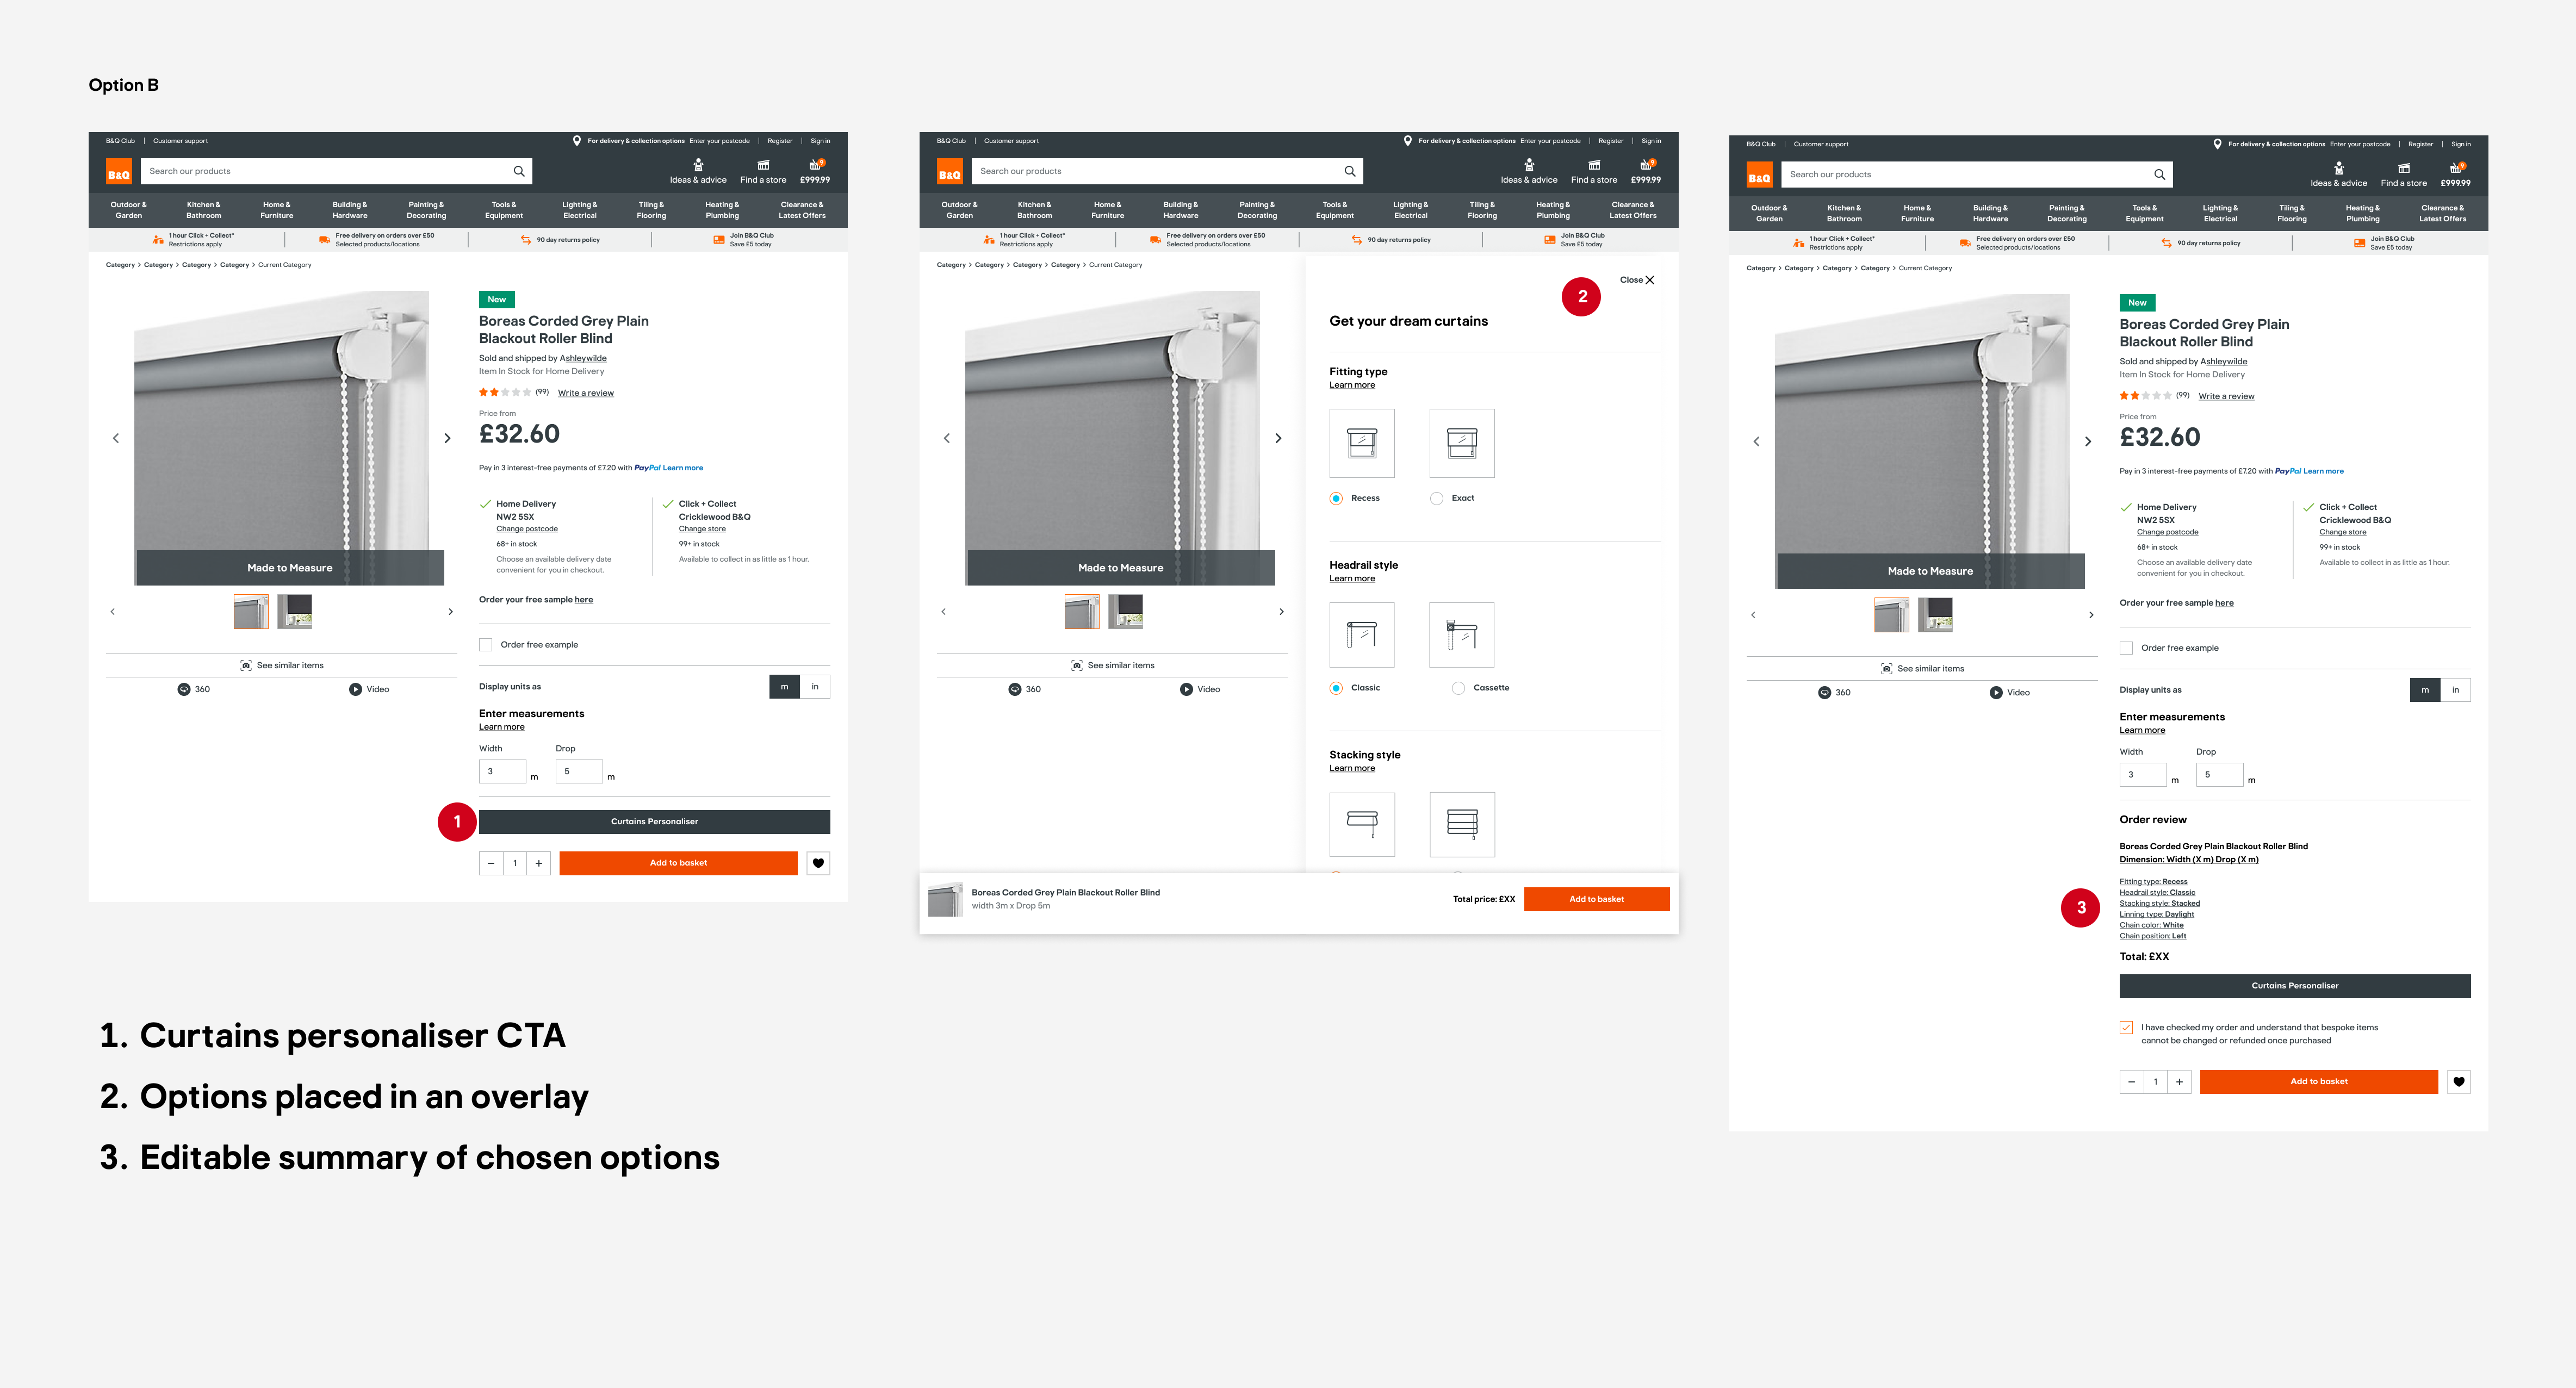 Option B
B&Q Club | Customer support
For delivery & collection options Enter your postcode | Register | Sign in
B&Q
Search our products
Ideas & advice
Find a store
9
£999.99
Outdoor & Garden
Kitchen & Bathroom
Home & Furniture
Building & Hardware
Painting & Decorating
Tools & Equipment
Lighting & Electrical
Tiling & Flooring
Heating & Plumbing
Clearance & Latest Offers
1 hour Click + Collect*
Restrictions apply
Free delivery on orders over £50
Selected products/locations
90 day returns policy
Join B&Q Club
Save £5 today
Category > Category > Category > Category > Current Category
Made to Measure
See similar items
360
Video
New
Boreas Corded Grey Plain
Blackout Roller Blind
Sold and shipped by Ashleywilde
Item In Stock for Home Delivery
(99) Write a review
Price from
£32.60
Pay in 3 interest-free payments of £7.20 with PayPal Learn more
Home Delivery
NW2 5SX
Change postcode
68+ in stock
Choose an available delivery date
convenient for you in checkout.
Click + Collect
Cricklewood B&Q
Change store
99+ in stock
Available to collect in as little as 1 hour.
Order your free sample here
Order free example
Display units as
m in
Enter measurements
Learn more
Width Drop
3 m 5 m
1
Curtains Personaliser
− 1 + Add to basket
B&Q Club | Customer support
For delivery & collection options Enter your postcode | Register | Sign in
B&Q
Search our products
Ideas & advice
Find a store
9
£999.99
Outdoor & Garden
Kitchen & Bathroom
Home & Furniture
Building & Hardware
Painting & Decorating
Tools & Equipment
Lighting & Electrical
Tiling & Flooring
Heating & Plumbing
Clearance & Latest Offers
1 hour Click + Collect*
Restrictions apply
Free delivery on orders over £50
Selected products/locations
90 day returns policy
Join B&Q Club
Save £5 today
Category > Category > Category > Category > Current Category
Made to Measure
See similar items
360
Video
Close
2
Get your dream curtains
Fitting type
Learn more
Recess
Exact
Headrail style
Learn more
Classic
Cassette
Stacking style
Learn more
Boreas Corded Grey Plain Blackout Roller Blind
width 3m x Drop 5m
Total price: £XX
Add to basket
B&Q Club | Customer support
For delivery & collection options Enter your postcode | Register | Sign in
B&Q
Search our products
Ideas & advice
Find a store
9
£999.99
Outdoor & Garden
Kitchen & Bathroom
Home & Furniture
Building & Hardware
Painting & Decorating
Tools & Equipment
Lighting & Electrical
Tiling & Flooring
Heating & Plumbing
Clearance & Latest Offers
1 hour Click + Collect*
Restrictions apply
Free delivery on orders over £50
Selected products/locations
90 day returns policy
Join B&Q Club
Save £5 today
Category > Category > Category > Category > Current Category
Made to Measure
See similar items
360
Video
New
Boreas Corded Grey Plain
Blackout Roller Blind
Sold and shipped by Ashleywilde
Item In Stock for Home Delivery
(99) Write a review
Price from
£32.60
Pay in 3 interest-free payments of £7.20 with PayPal Learn more
Home Delivery
NW2 5SX
Change postcode
68+ in stock
Choose an available delivery date
convenient for you in checkout.
Click + Collect
Cricklewood B&Q
Change store
99+ in stock
Available to collect in as little as 1 hour.
Order your free sample here
Order free example
Display units as
m in
Enter measurements
Learn more
Width Drop
3 m 5 m
Order review
Boreas Corded Grey Plain Blackout Roller Blind
Dimension: Width (X m) Drop (X m)
3
Fitting type: Recess
Headrail style: Classic
Stacking style: Stacked
Linning type: Daylight
Chain color: White
Chain position: Left
Total: £XX
Curtains Personaliser
I have checked my order and understand that bespoke items
cannot be changed or refunded once purchased
− 1 + Add to basket
1. Curtains personaliser CTA
2. Options placed in an overlay
3. Editable summary of chosen options